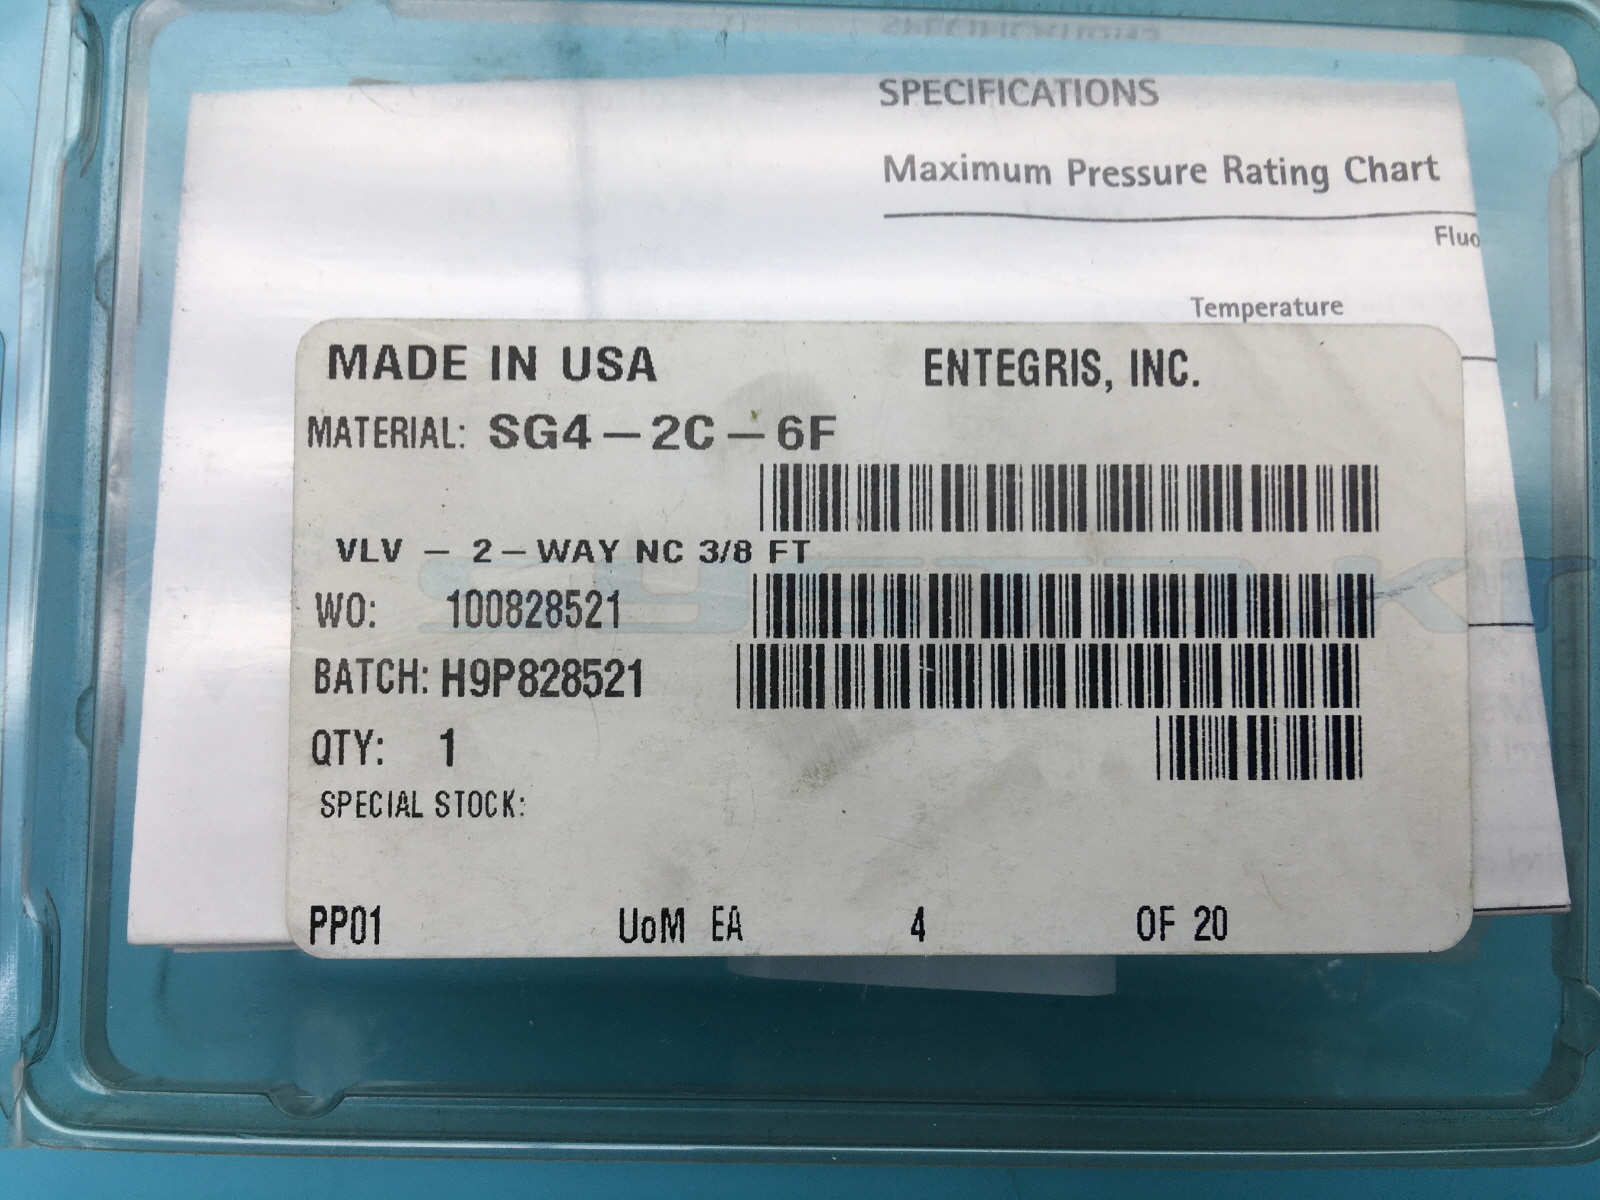 SPECIFICATIONS
Maximum Pressure Rating Chart
Fluo
Temperature
MADE IN USA ENTEGRIS, INC.
MATERIAL: SG4-2C-6F
VLV - 2-WAY NC 3/8 FT
WO: 100828521
BATCH: H9P828521
QTY: 1
SPECIAL STOCK:
PP01 UoM EA 4 OF 20